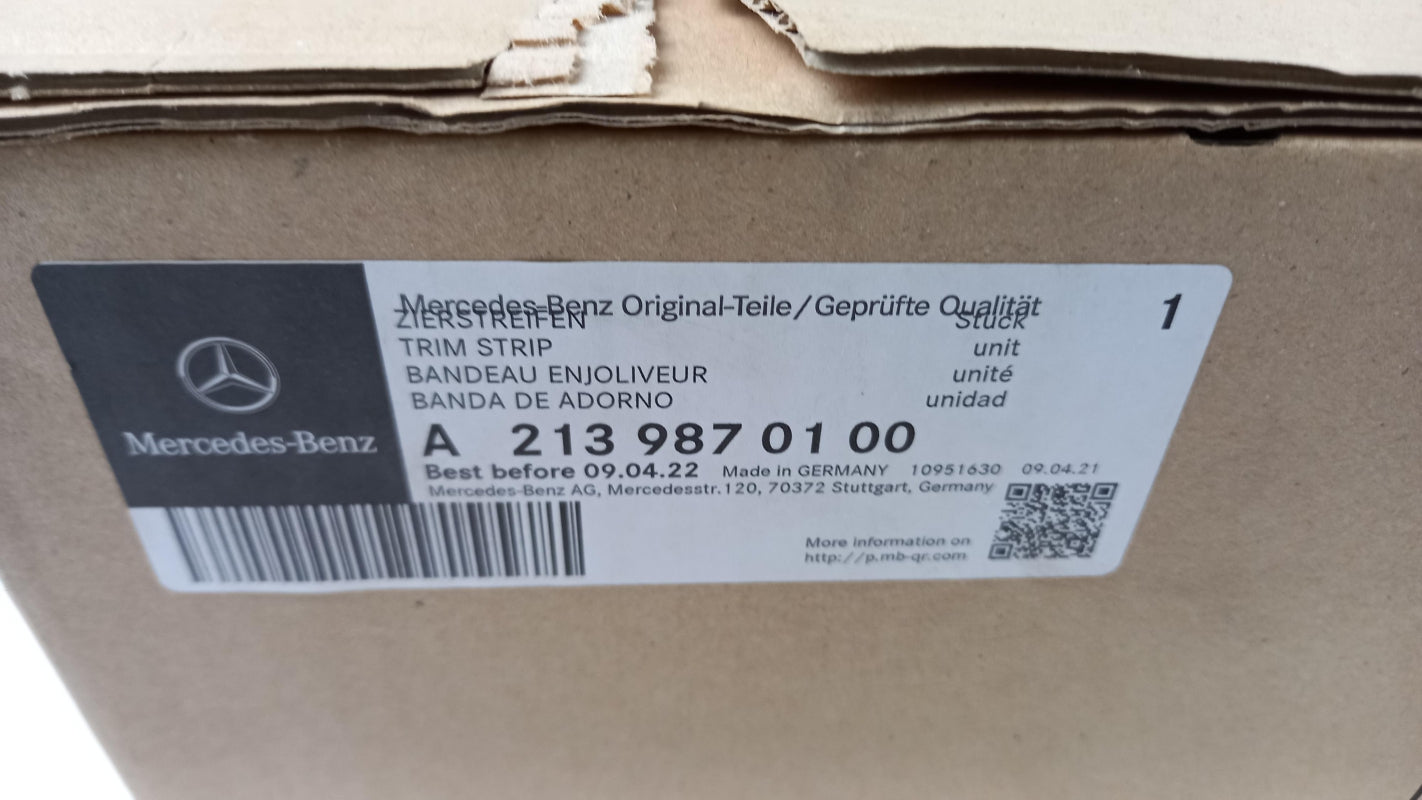 Mercedes-Benz
Mercedes-Benz Original-Teile/Geprüfte Qualität 1
ZIERSTREIFEN Stück
TRIM STRIP unit
BANDEAU ENJOLIVEUR unité
BANDA DE ADORNO unidad
A 213 987 01 00
Best before 09.04.22 Made in GERMANY 10951630 09.04.21
Mercedes-Benz AG, Mercedesstr.120, 70372 Stuttgart, Germany
More information on
http://p.mb-qr.com